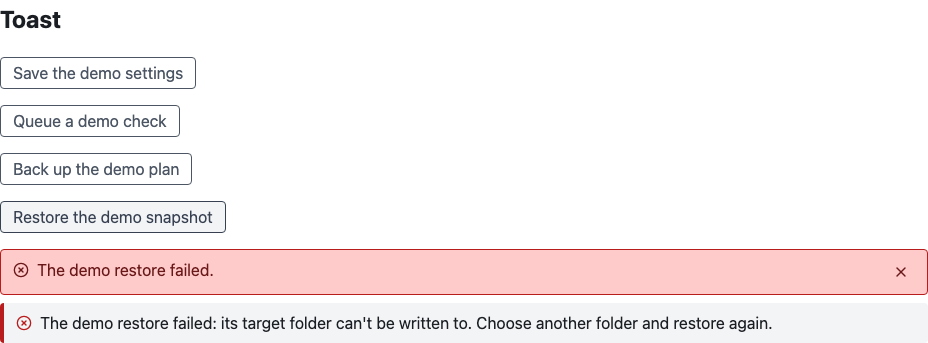 Toast
Save the demo settings
Queue a demo check
Back up the demo plan
Restore the demo snapshot
The demo restore failed.
The demo restore failed: its target folder can't be written to. Choose another folder and restore again.